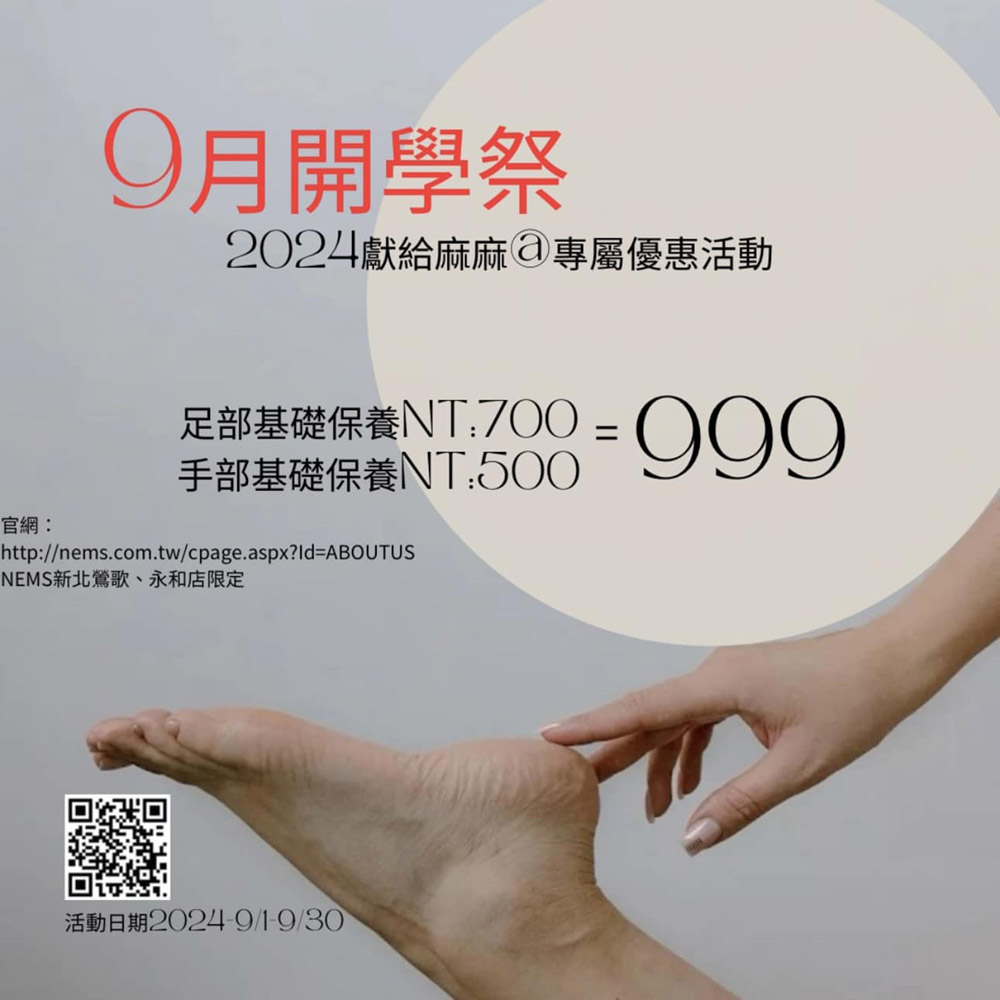 9月開學祭
2024獻給麻麻@專屬優惠活動
足部基礎保養NT:700
手部基礎保養NT:500
=999
官網：
http://nems.com.tw/cpage.aspx?Id=ABOUTUS
NEMS新北鶯歌、永和店限定
活動日期2024-9/1-9/30